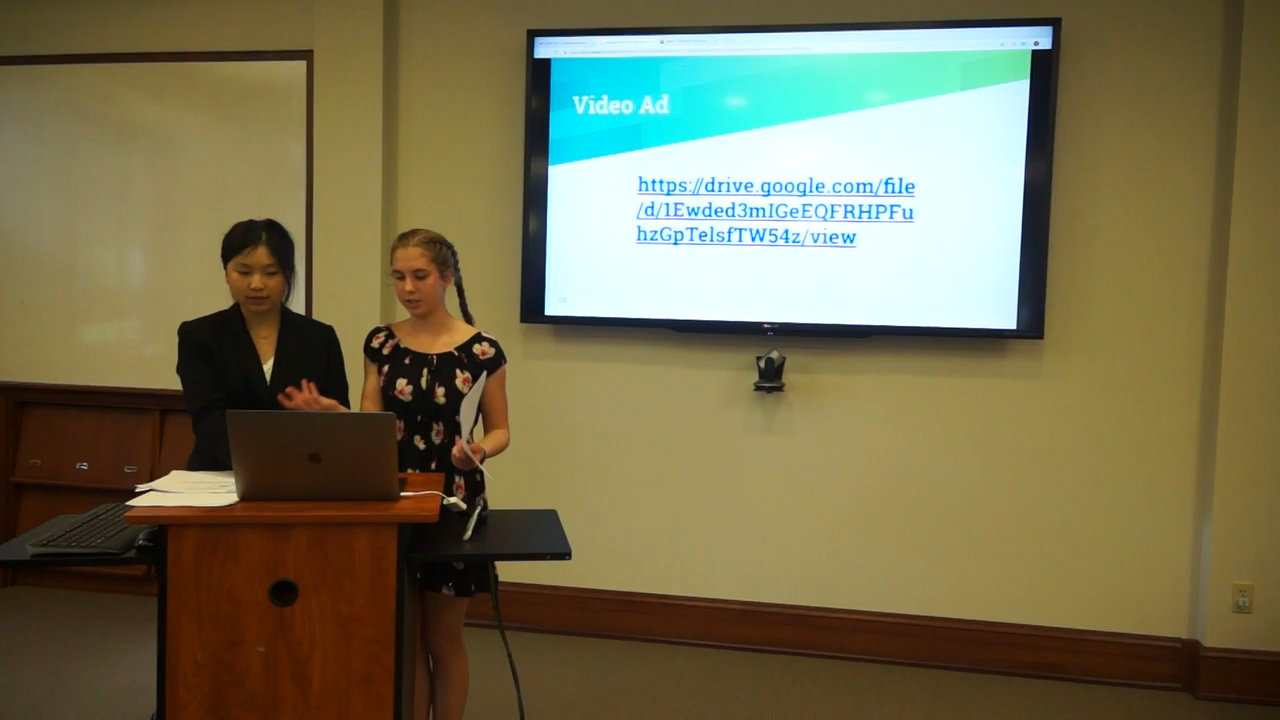 Video Ad
https://drive.google.com/file
/d/1Ewded3mIGeEQFRHPFu
hzGpTelsfTW54z/view